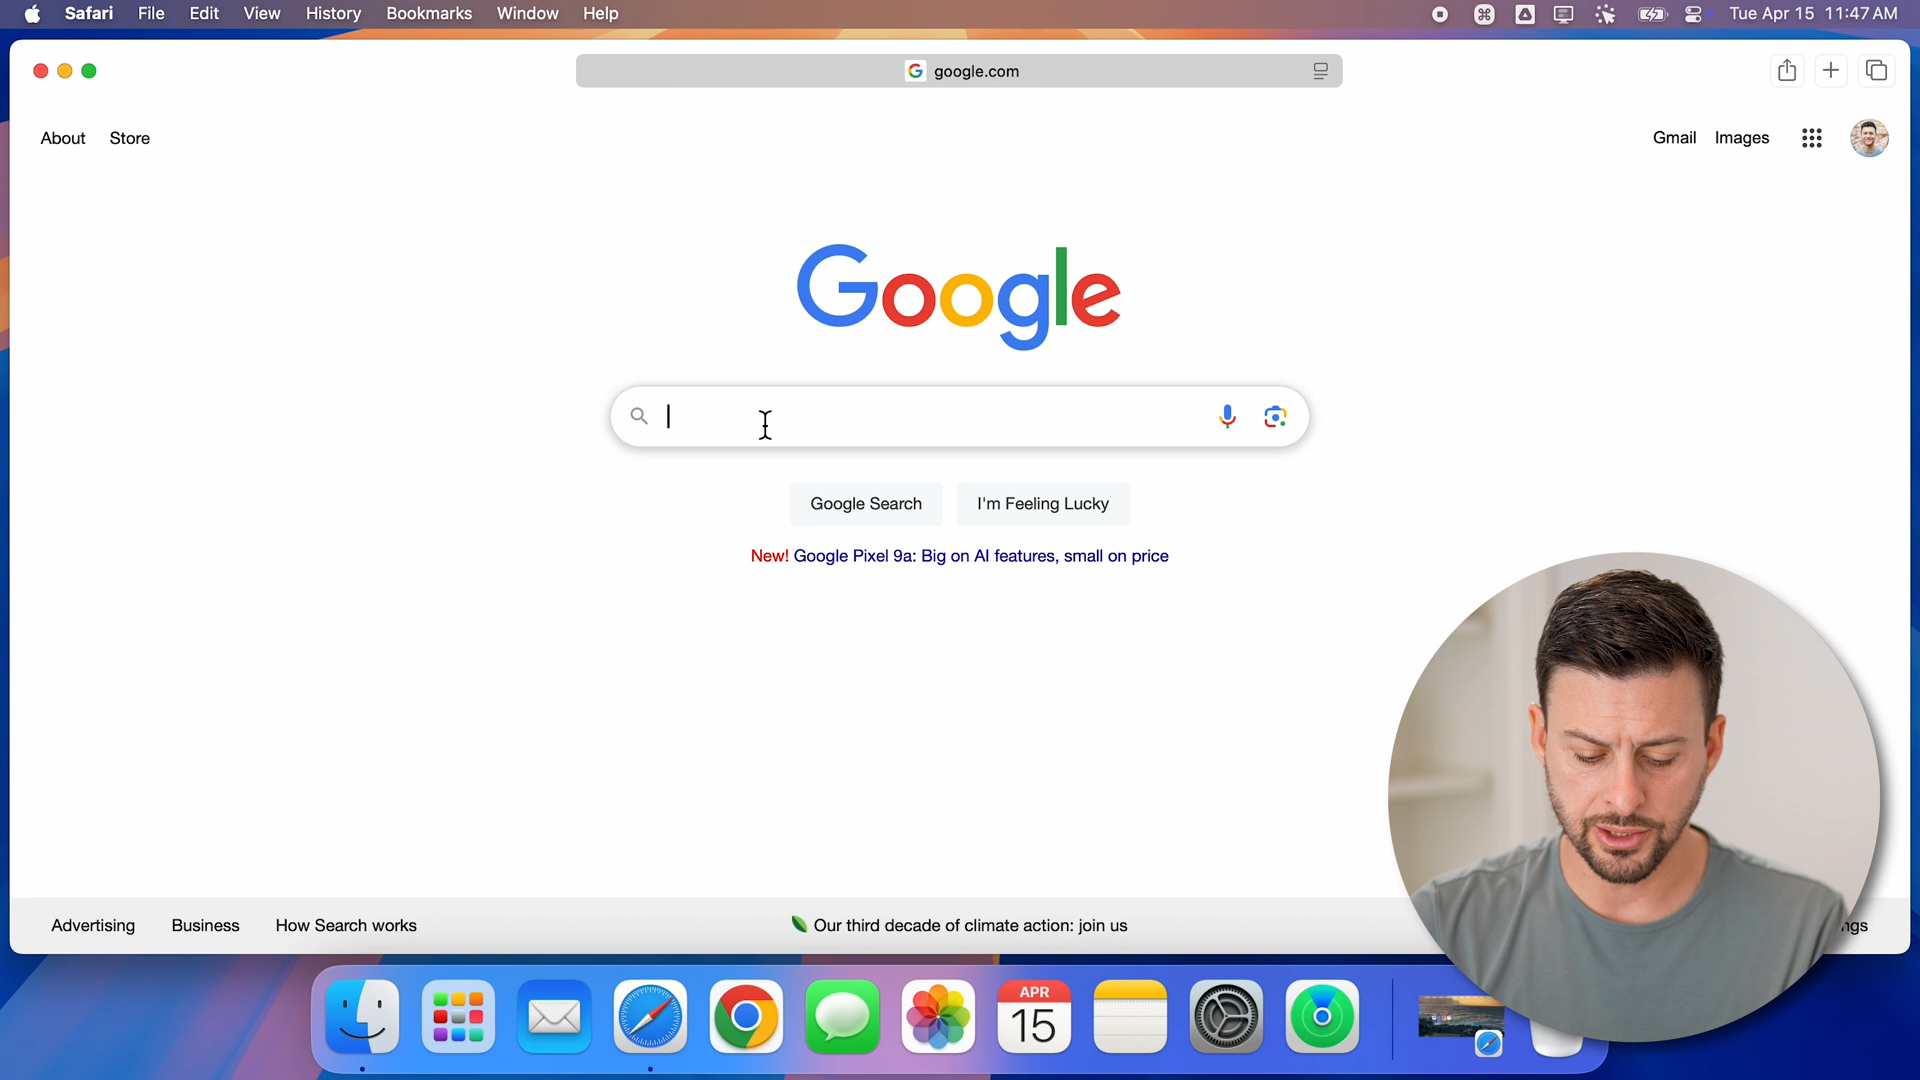 Safari File Edit View History Bookmarks Window Help Tue Apr 15 11:47 AM
google.com
About Store Gmail Images
Google
Google Search I'm Feeling Lucky
New! Google Pixel 9a: Big on AI features, small on price
Advertising Business How Search works Our third decade of climate action: join us ngs
APR
15